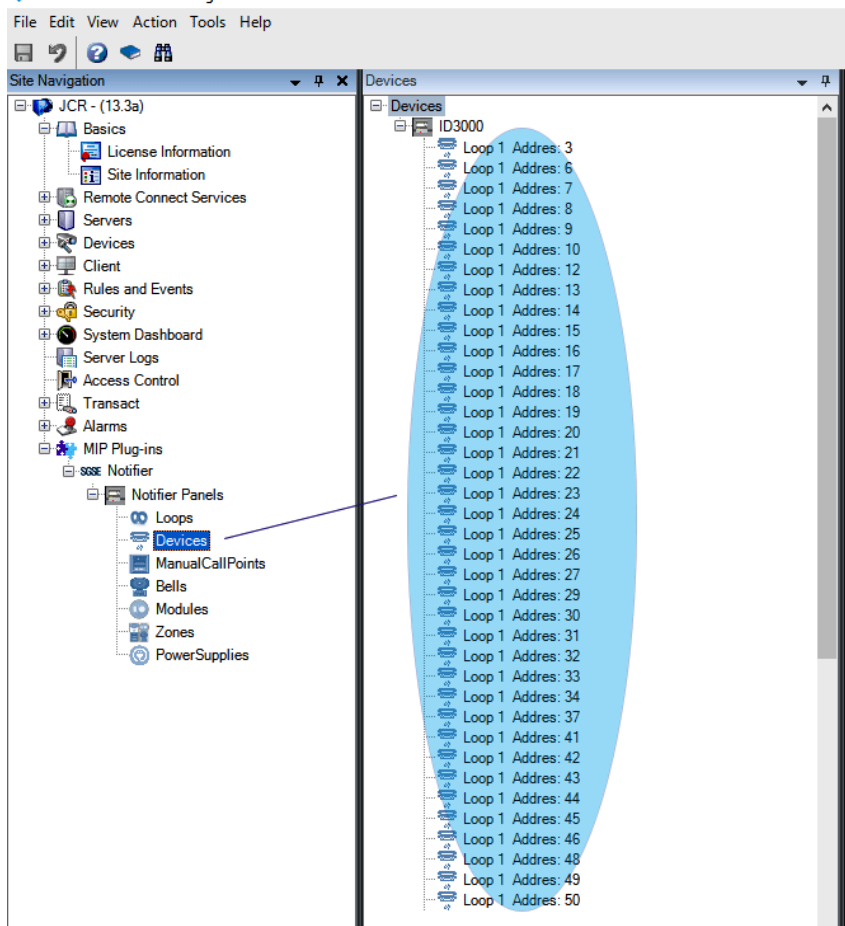 File Edit View Action Tools Help
Site Navigation
JCR - (13.3a)
Basics
License Information
Site Information
Remote Connect Services
Servers
Devices
Client
Rules and Events
Security
System Dashboard
Server Logs
Access Control
Transact
Alarms
MIP Plug-ins
SGSE Notifier
Notifier Panels
Loops
Devices
ManualCallPoints
Bells
Modules
Zones
PowerSupplies
Devices
Devices
ID3000
Loop 1 Addres: 3
Loop 1 Addres: 6
Loop 1 Addres: 7
Loop 1 Addres: 8
Loop 1 Addres: 9
Loop 1 Addres: 10
Loop 1 Addres: 12
Loop 1 Addres: 13
Loop 1 Addres: 14
Loop 1 Addres: 15
Loop 1 Addres: 16
Loop 1 Addres: 17
Loop 1 Addres: 18
Loop 1 Addres: 19
Loop 1 Addres: 20
Loop 1 Addres: 21
Loop 1 Addres: 22
Loop 1 Addres: 23
Loop 1 Addres: 24
Loop 1 Addres: 25
Loop 1 Addres: 26
Loop 1 Addres: 27
Loop 1 Addres: 29
Loop 1 Addres: 30
Loop 1 Addres: 31
Loop 1 Addres: 32
Loop 1 Addres: 33
Loop 1 Addres: 34
Loop 1 Addres: 37
Loop 1 Addres: 41
Loop 1 Addres: 42
Loop 1 Addres: 43
Loop 1 Addres: 44
Loop 1 Addres: 45
Loop 1 Addres: 46
Loop 1 Addres: 48
Loop 1 Addres: 49
Loop 1 Addres: 50